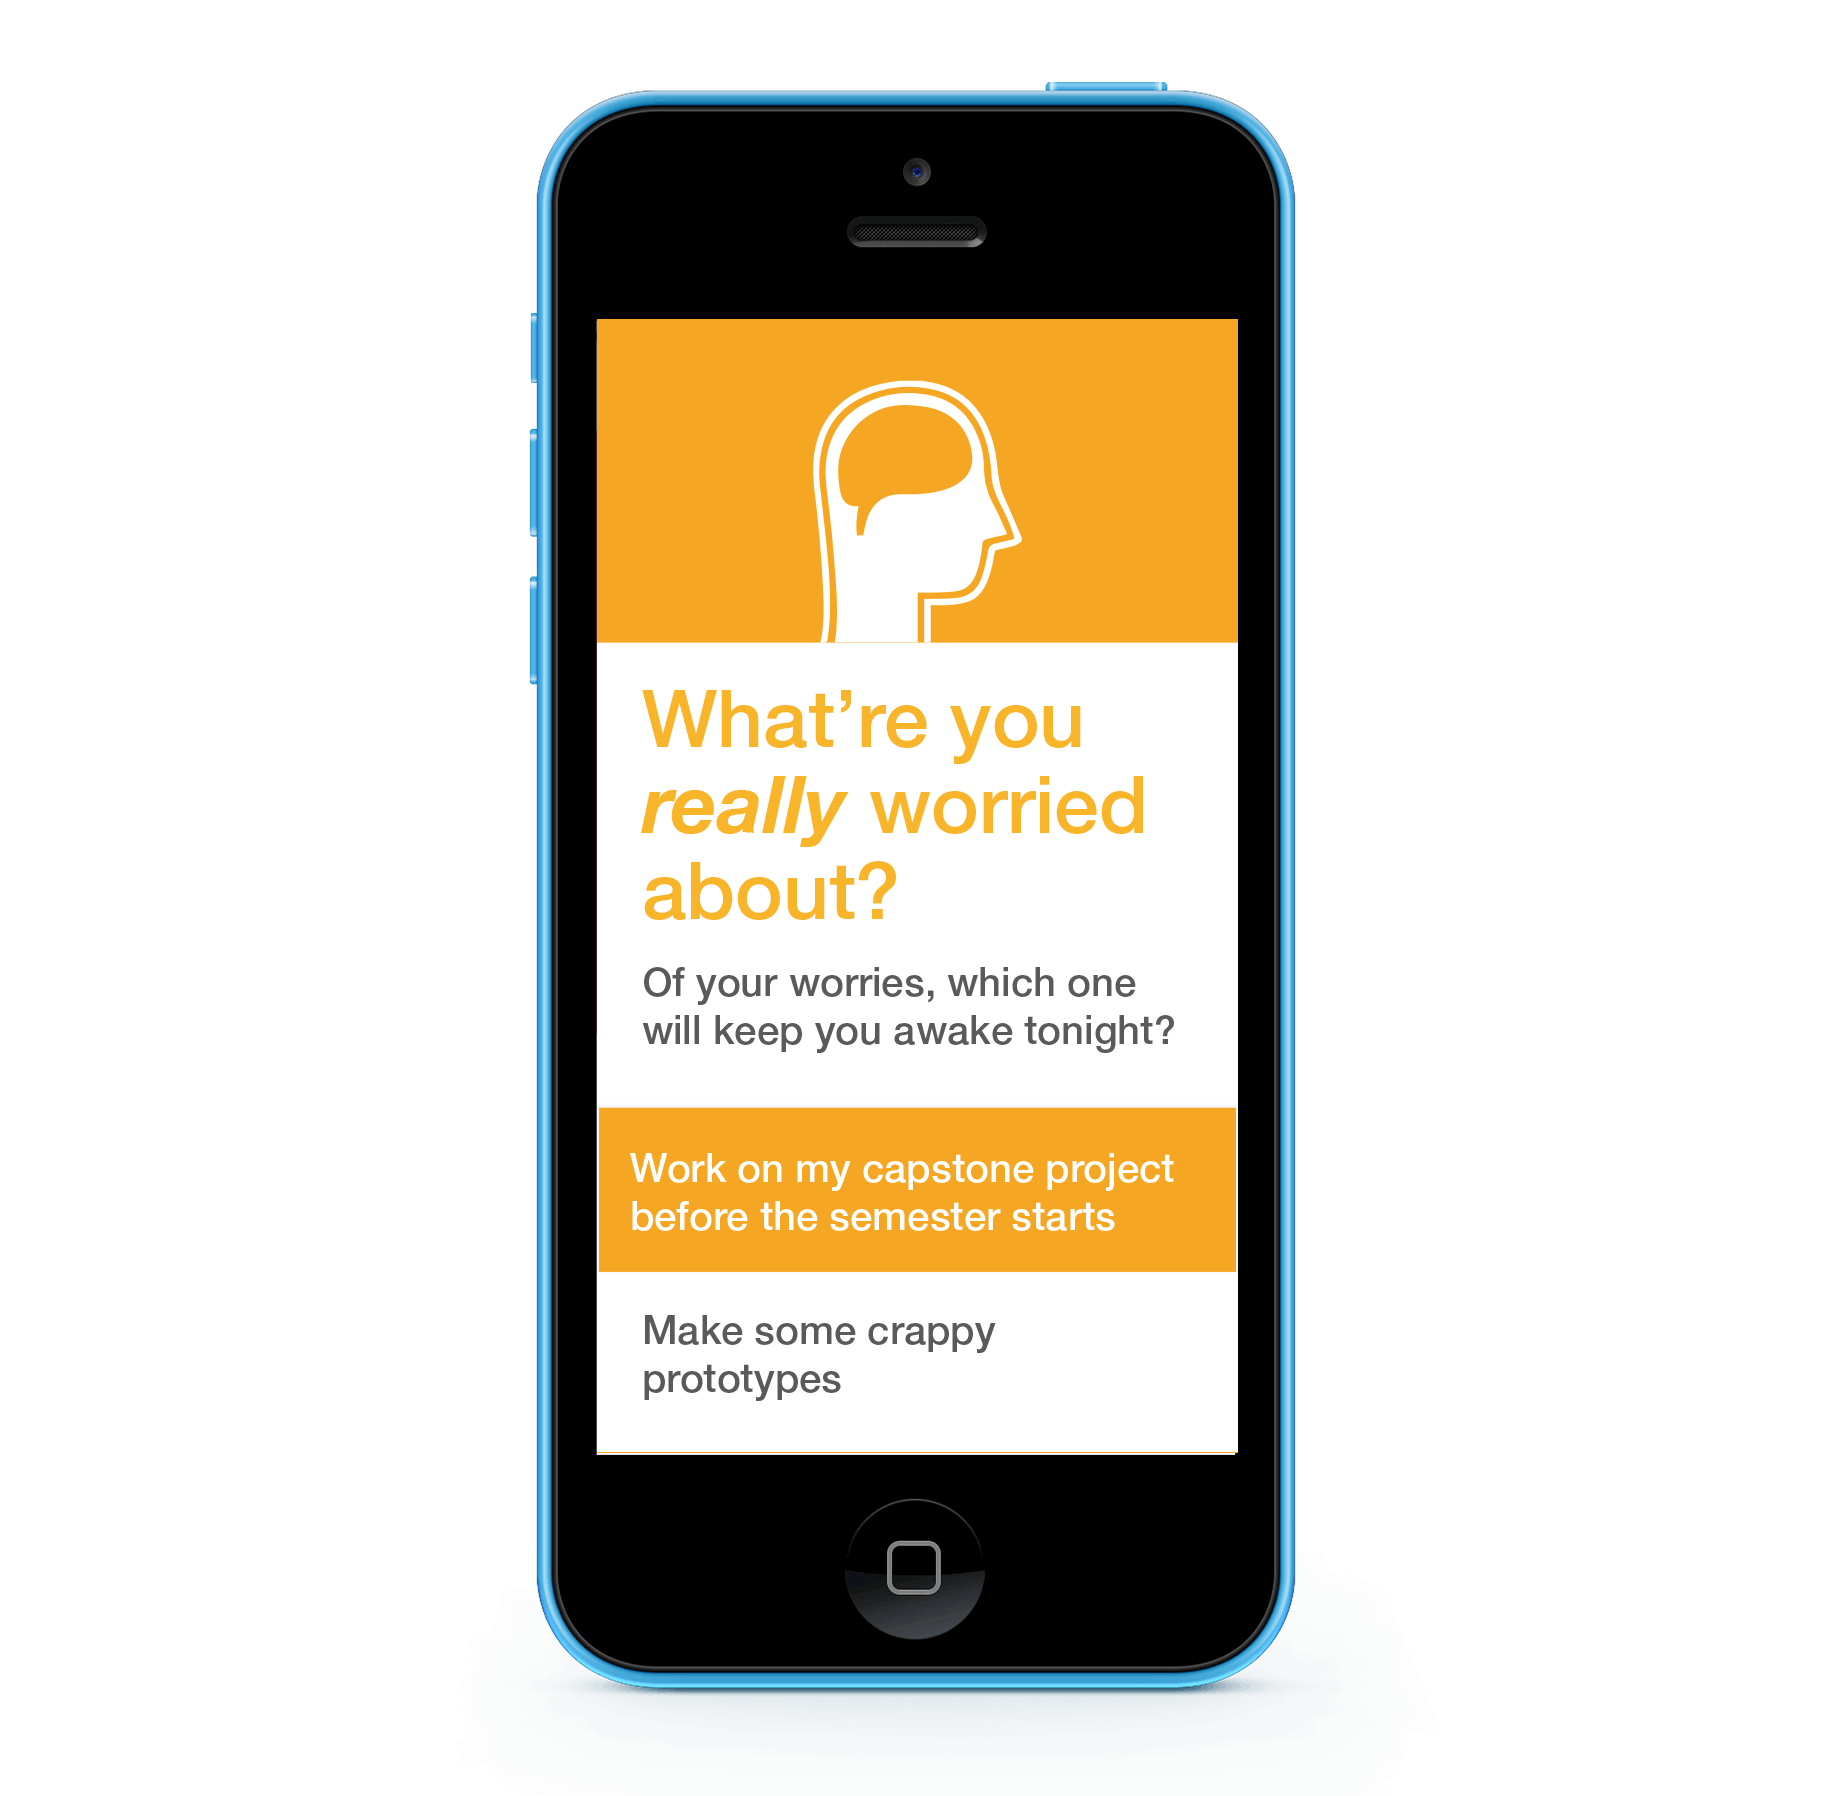 What’re you
really worried
about?
Of your worries, which one
will keep you awake tonight?
Work on my capstone project
before the semester starts
Make some crappy
prototypes